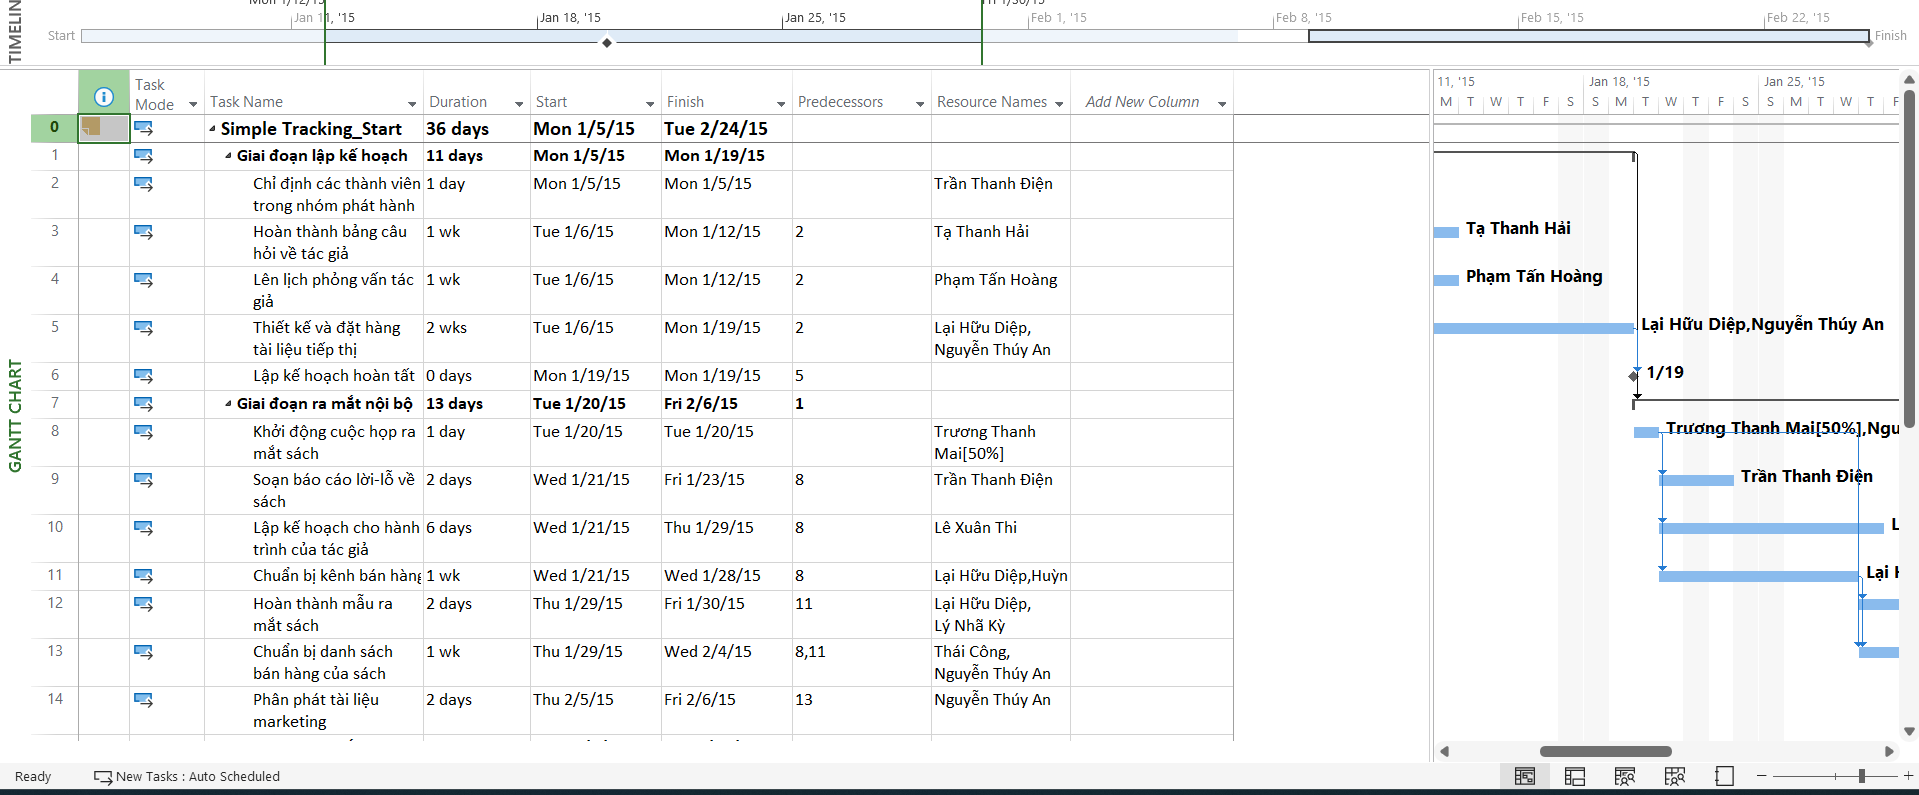 TIMELINE
Jan 11, '15
Jan 18, '15
Jan 25, '15
Feb 1, '15
Feb 8, '15
Feb 15, '15
Feb 22, '15
Start
Finish
GANTT CHART
Task Mode
Task Name
Duration
Start
Finish
Predecessors
Resource Names
Add New Column
11, '15
Jan 18, '15
Jan 25, '15
M T W T F S S M T W T F S S M T W T F
0 Simple Tracking_Start 36 days Mon 1/5/15 Tue 2/24/15
1 Giai đoạn lập kế hoạch 11 days Mon 1/5/15 Mon 1/19/15
2 Chỉ định các thành viên 1 day Mon 1/5/15 Mon 1/5/15 Trần Thanh Điện
trong nhóm phát hành
3 Hoàn thành bảng câu 1 wk Tue 1/6/15 Mon 1/12/15 2 Tạ Thanh Hải
hỏi về tác giả
Tạ Thanh Hải
4 Lên lịch phỏng vấn tác 1 wk Tue 1/6/15 Mon 1/12/15 2 Phạm Tấn Hoàng
giả
Phạm Tấn Hoàng
5 Thiết kế và đặt hàng 2 wks Tue 1/6/15 Mon 1/19/15 2 Lại Hữu Diệp,
tài liệu tiếp thị Nguyễn Thúy An
Lại Hữu Diệp,Nguyễn Thúy An
6 Lập kế hoạch hoàn tất 0 days Mon 1/19/15 Mon 1/19/15 5
1/19
7 Giai đoạn ra mắt nội bộ 13 days Tue 1/20/15 Fri 2/6/15 1
8 Khởi động cuộc họp ra 1 day Tue 1/20/15 Tue 1/20/15 Trương Thanh
mắt sách Mai[50%]
Trương Thanh Mai[50%],Ngu
9 Soạn báo cáo lời-lỗ về 2 days Wed 1/21/15 Fri 1/23/15 8 Trần Thanh Điện
sách
Trần Thanh Điện
10 Lập kế hoạch cho hành 6 days Wed 1/21/15 Thu 1/29/15 8 Lê Xuân Thi
trình của tác giả
L
11 Chuẩn bị kênh bán hàng 1 wk Wed 1/21/15 Wed 1/28/15 8 Lại Hữu Diệp,Huỳn
Lại H
12 Hoàn thành mẫu ra 2 days Thu 1/29/15 Fri 1/30/15 11 Lại Hữu Diệp,
mắt sách Lý Nhã Kỳ
13 Chuẩn bị danh sách 1 wk Thu 1/29/15 Wed 2/4/15 8,11 Thái Công,
bán hàng của sách Nguyễn Thúy An
14 Phân phát tài liệu 2 days Thu 2/5/15 Fri 2/6/15 13 Nguyễn Thúy An
marketing
Ready
New Tasks : Auto Scheduled